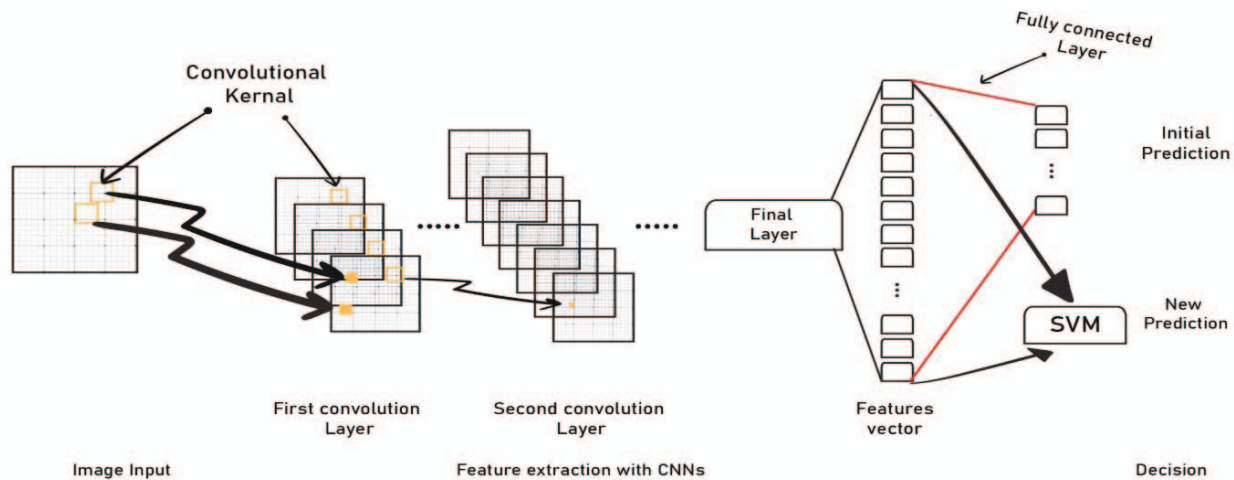 Convolutional
Kernal
Fully connected
Layer
Initial
Prediction
Final
Layer
SVM
New
Prediction
First convolution
Layer
Second convolution
Layer
Features
vector
Image Input
Feature extraction with CNNs
Decision